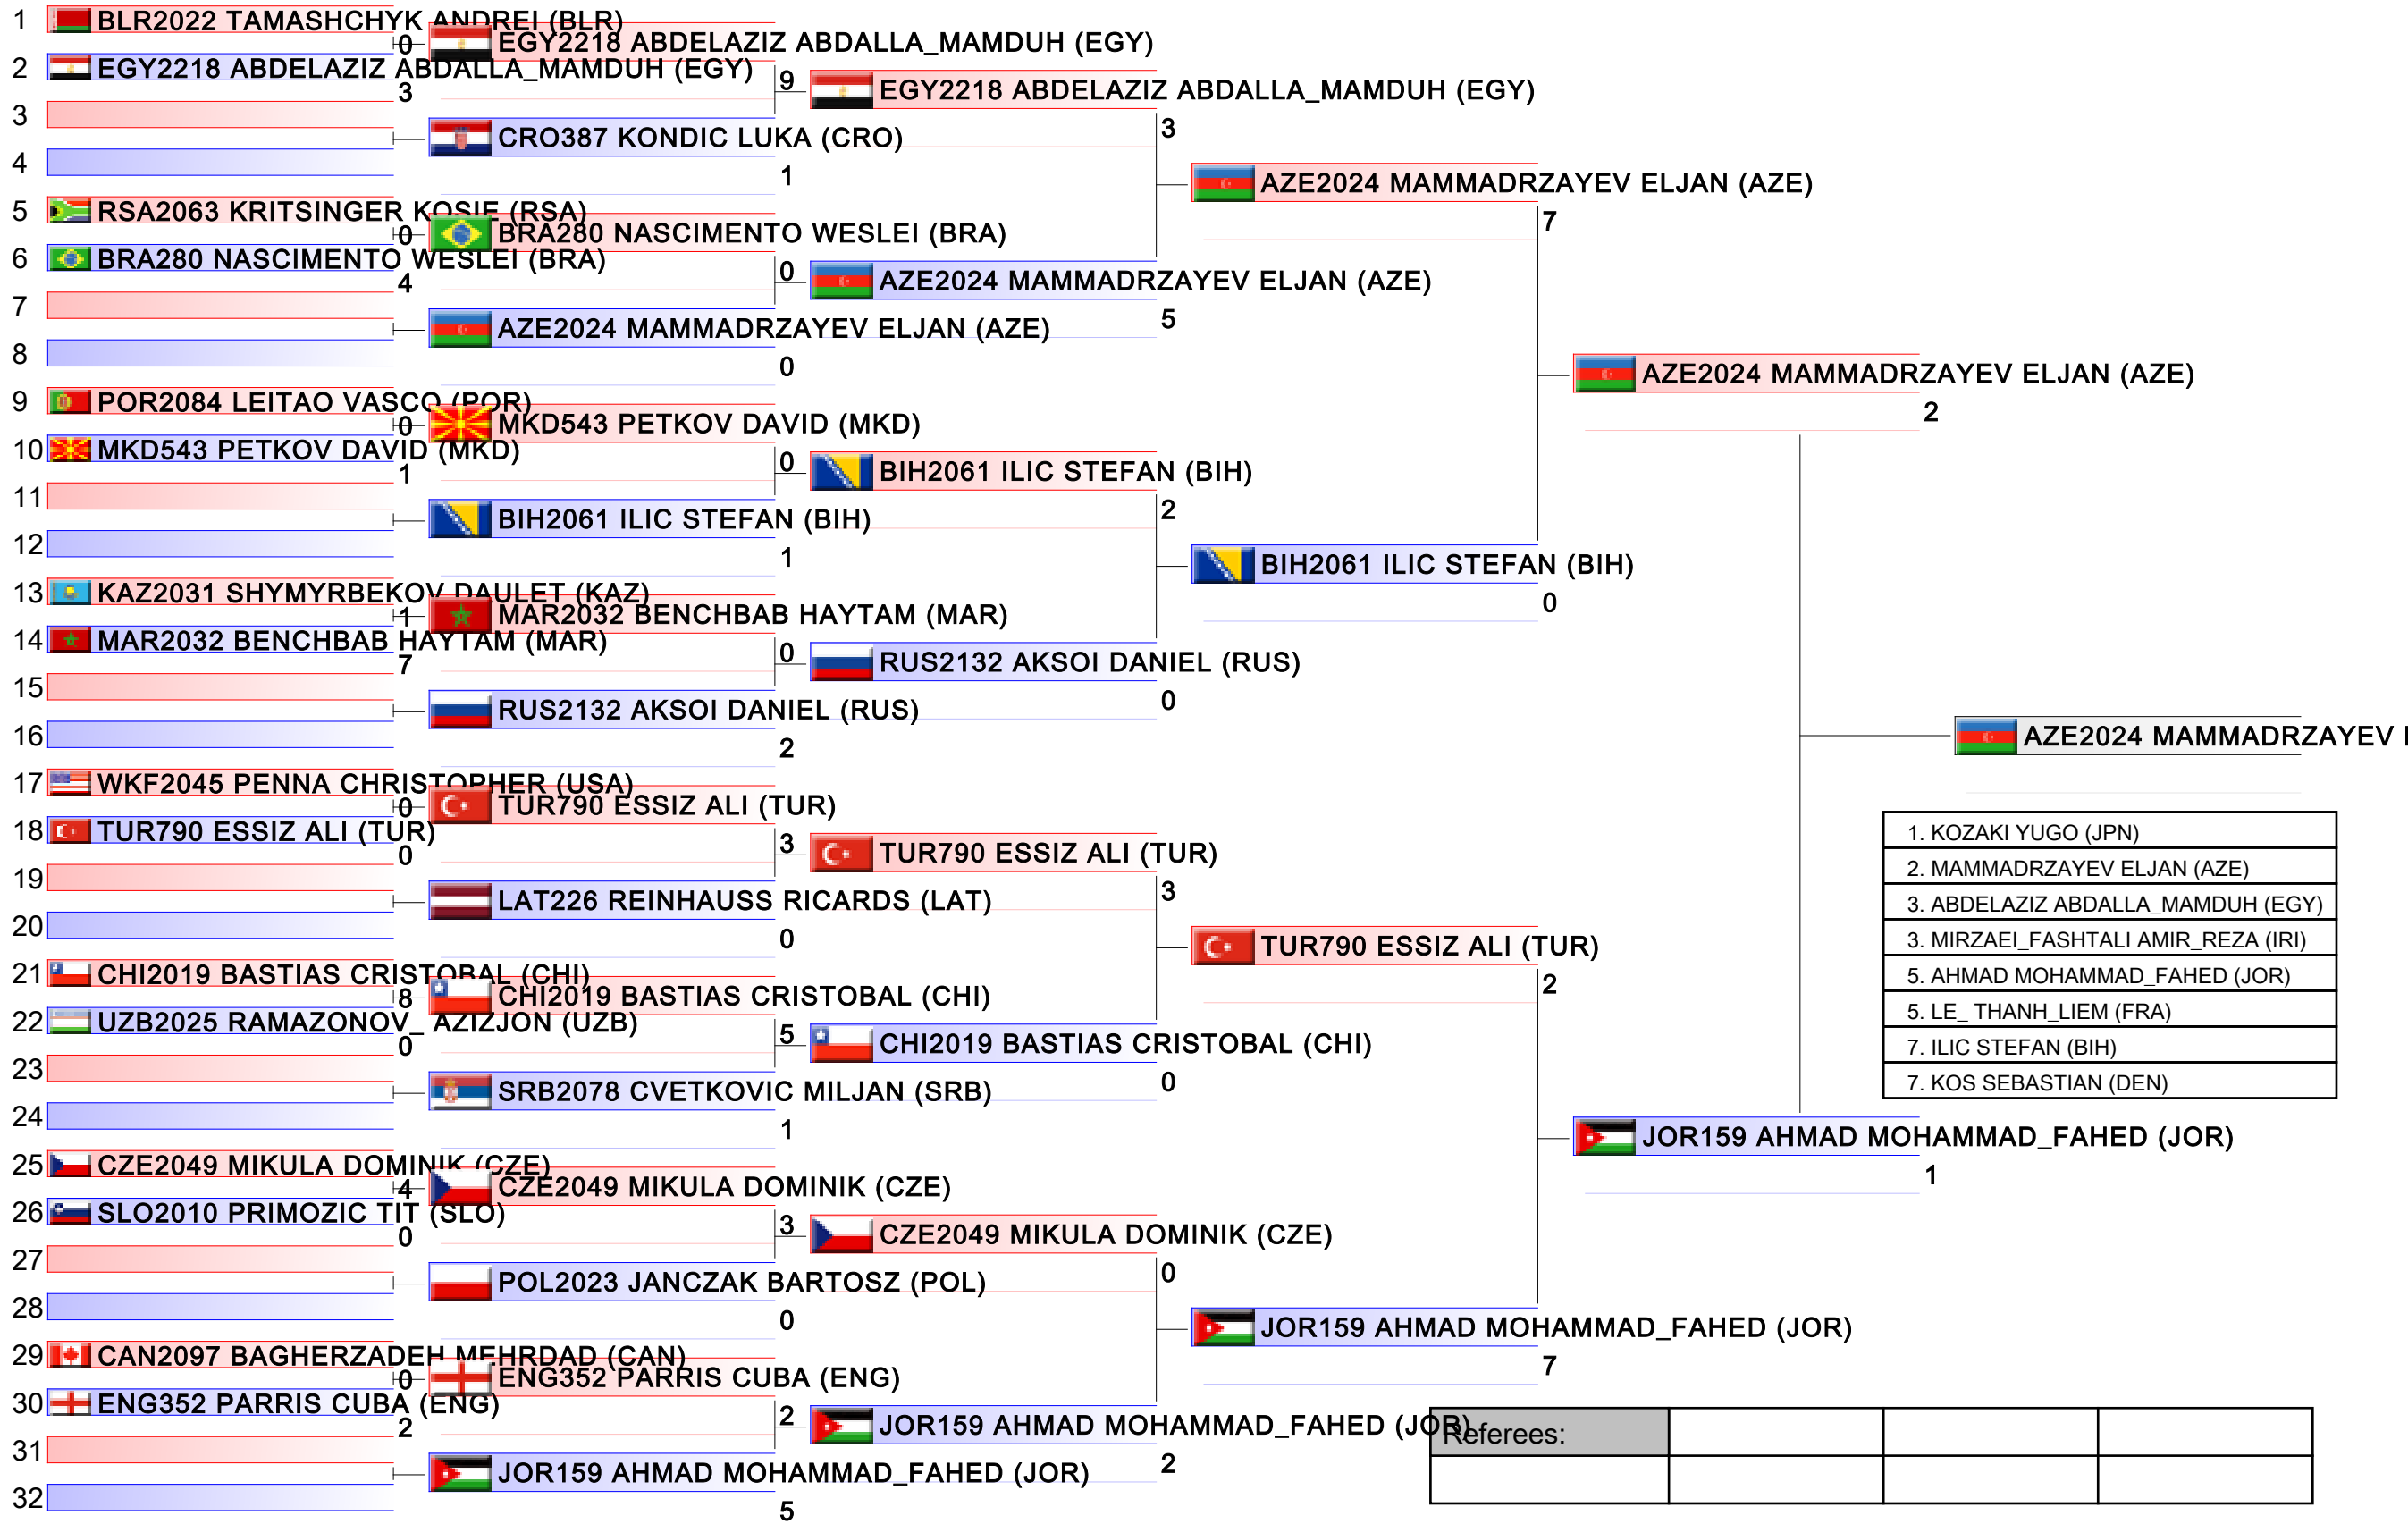 1 BLR2022 TAMASHCHYK ANDREI (BLR)
0
2 EGY2218 ABDELAZIZ ABDALLA_MAMDUH (EGY)
3
3
4
5 RSA2063 KRITSINGER KOSIE (RSA)
0
6 BRA280 NASCIMENTO WESLEI (BRA)
4
7
8
9 POR2084 LEITAO VASCO (POR)
0
10 MKD543 PETKOV DAVID (MKD)
1
11
12
13 KAZ2031 SHYMYRBEKOV DAULET (KAZ)
1
14 MAR2032 BENCHBAB HAYTAM (MAR)
7
15
16
17 WKF2045 PENNA CHRISTOPHER (USA)
0
18 TUR790 ESSIZ ALI (TUR)
0
19
20
21 CHI2019 BASTIAS CRISTOBAL (CHI)
8
22 UZB2025 RAMAZONOV_ AZIZJON (UZB)
0
23
24
25 CZE2049 MIKULA DOMINIK (CZE)
4
26 SLO2010 PRIMOZIC TIT (SLO)
0
27
28
29 CAN2097 BAGHERZADEH MEHRDAD (CAN)
0
30 ENG352 PARRIS CUBA (ENG)
2
31
32
EGY2218 ABDELAZIZ ABDALLA_MAMDUH (EGY)
9
CRO387 KONDIC LUKA (CRO)
1
BRA280 NASCIMENTO WESLEI (BRA)
0
AZE2024 MAMMADRZAYEV ELJAN (AZE)
0
MKD543 PETKOV DAVID (MKD)
0
BIH2061 ILIC STEFAN (BIH)
1
MAR2032 BENCHBAB HAYTAM (MAR)
0
RUS2132 AKSOI DANIEL (RUS)
2
TUR790 ESSIZ ALI (TUR)
3
LAT226 REINHAUSS RICARDS (LAT)
0
CHI2019 BASTIAS CRISTOBAL (CHI)
5
SRB2078 CVETKOVIC MILJAN (SRB)
1
CZE2049 MIKULA DOMINIK (CZE)
3
POL2023 JANCZAK BARTOSZ (POL)
0
ENG352 PARRIS CUBA (ENG)
2
JOR159 AHMAD MOHAMMAD_FAHED (JOR)
5
EGY2218 ABDELAZIZ ABDALLA_MAMDUH (EGY)
3
AZE2024 MAMMADRZAYEV ELJAN (AZE)
5
BIH2061 ILIC STEFAN (BIH)
2
RUS2132 AKSOI DANIEL (RUS)
0
TUR790 ESSIZ ALI (TUR)
3
CHI2019 BASTIAS CRISTOBAL (CHI)
0
CZE2049 MIKULA DOMINIK (CZE)
0
JOR159 AHMAD MOHAMMAD_FAHED (JOR)
2
AZE2024 MAMMADRZAYEV ELJAN (AZE)
7
BIH2061 ILIC STEFAN (BIH)
0
TUR790 ESSIZ ALI (TUR)
2
JOR159 AHMAD MOHAMMAD_FAHED (JOR)
7
AZE2024 MAMMADRZAYEV ELJAN (AZE)
2
JOR159 AHMAD MOHAMMAD_FAHED (JOR)
1
AZE2024 MAMMADRZAYEV
1. KOZAKI YUGO (JPN)
2. MAMMADRZAYEV ELJAN (AZE)
3. ABDELAZIZ ABDALLA_MAMDUH (EGY)
3. MIRZAEI_FASHTALI AMIR_REZA (IRI)
5. AHMAD MOHAMMAD_FAHED (JOR)
5. LE_ THANH_LIEM (FRA)
7. ILIC STEFAN (BIH)
7. KOS SEBASTIAN (DEN)
Referees: